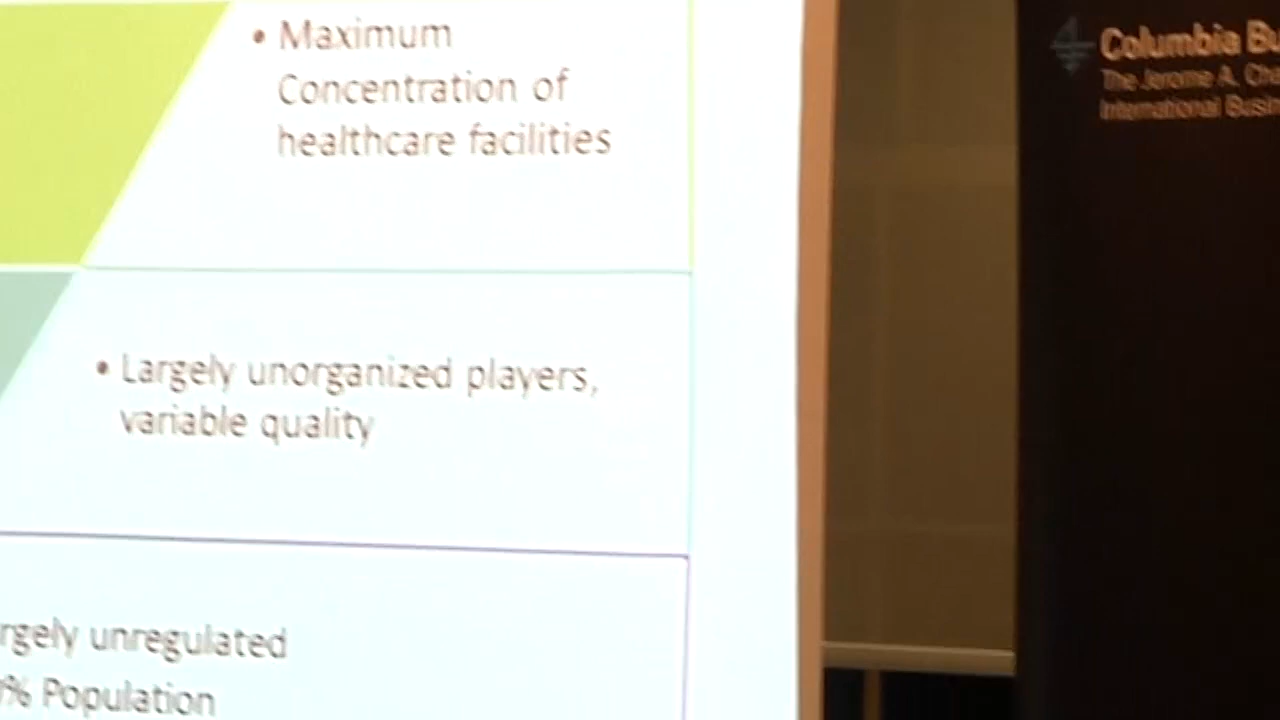 • Maximum
Concentration of
healthcare facilities
• Largely unorganized players,
variable quality
rgely unregulated
% Population
Columbia Bu
The Jerome A. Cha
International Busin